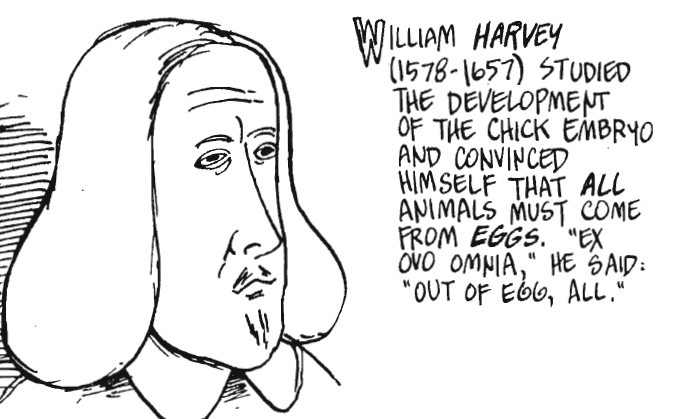 WILLIAM HARVEY
(1578-1657) STUDIED
THE DEVELOPMENT
OF THE CHICK EMBRYO
AND CONVINCED
HIMSELF THAT ALL
ANIMALS MUST COME
FROM EGGS. "EX
OVO OMNIA," HE SAID:
"OUT OF EGG, ALL."